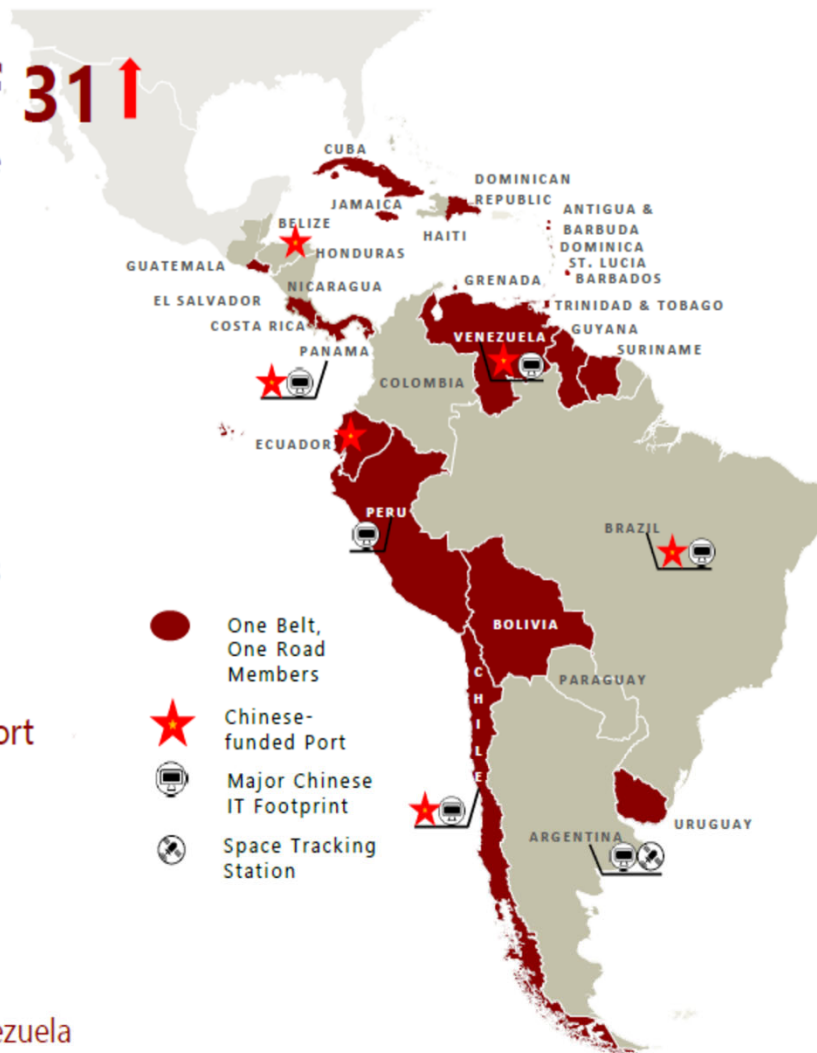 31
CUBA
DOMINICAN
REPUBLIC
JAMAICA
ANTIGUA &
BARBUDA
BELIZE
HAITI
DOMINICA
HONDURAS
ST. LUCIA
GUATEMALA
BARBADOS
NICARAGUA
GRENADA
EL SALVADOR
TRINIDAD & TOBAGO
COSTA RICA
VENEZUELA
GUYANA
PANAMA
SURINAME
COLOMBIA
ECUADOR
PERU
BRAZIL
BOLIVIA
One Belt,
One Road
Members
PARAGUAY
CHILE
Chinese-
funded Port
ort
Major Chinese
IT Footprint
URUGUAY
ARGENTINA
Space Tracking
Station
ezuela